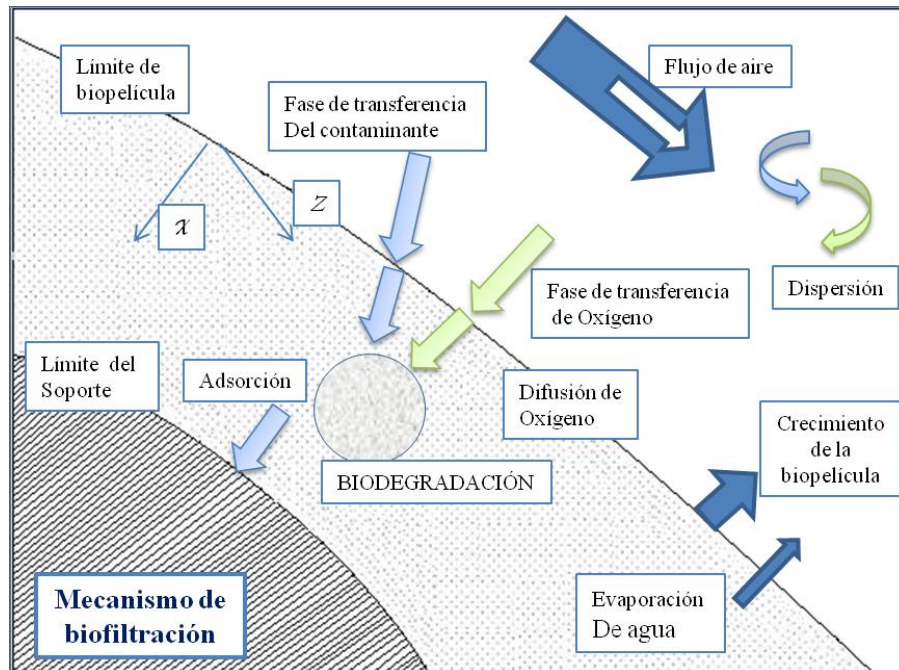 Límite de
biopelícula
Flujo de aire
Fase de transferencia
Del contaminante
x
z
Fase de transferencia
de Oxígeno
Dispersión
Límite del
Soporte
Adsorción
Difusión de
Oxígeno
Crecimiento
de la
biopelícula
BIODEGRADACIÓN
Mecanismo de
biofiltración
Evaporación
De agua